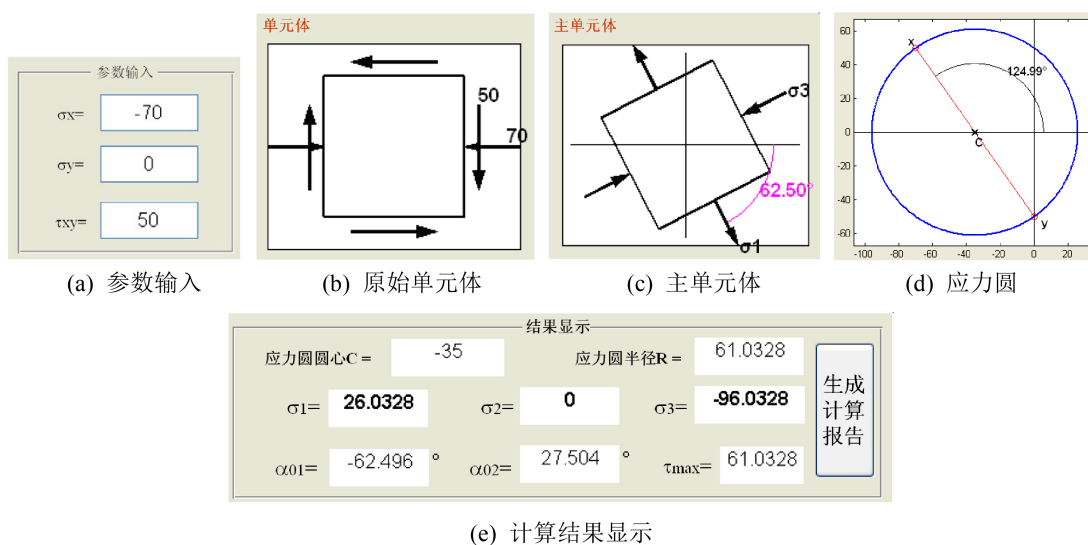 参数输入
σx= -70
σy= 0
τxy= 50
(a) 参数输入
单元体
50
70
(b) 原始单元体
主单元体
σ3
62.50°
σ1
(c) 主单元体
60
40
20
0
-20
-40
-60
-100 -80 -60 -40 -20 0 20
x
124.99°
C
y
(d) 应力圆
结果显示
应力圆圆心C = -35 应力圆半径R = 61.0328
σ1= 26.0328 σ2= 0 σ3= -96.0328
α01= -62.496 ° α02= 27.504 ° τmax= 61.0328
生成
计算
报告
(e) 计算结果显示